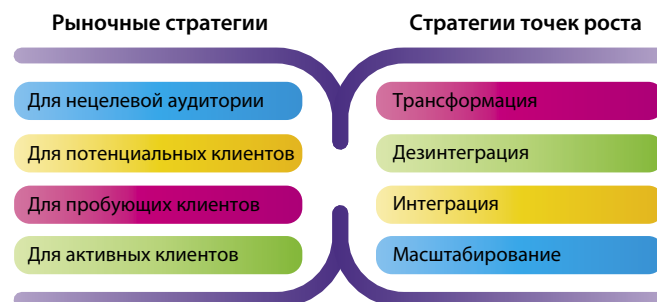 Рыночные стратегии
Для нецелевой аудитории
Для потенциальных клиентов
Для пробующих клиентов
Для активных клиентов
Стратегии точек роста
Трансформация
Дезинтеграция
Интеграция
Масштабирование